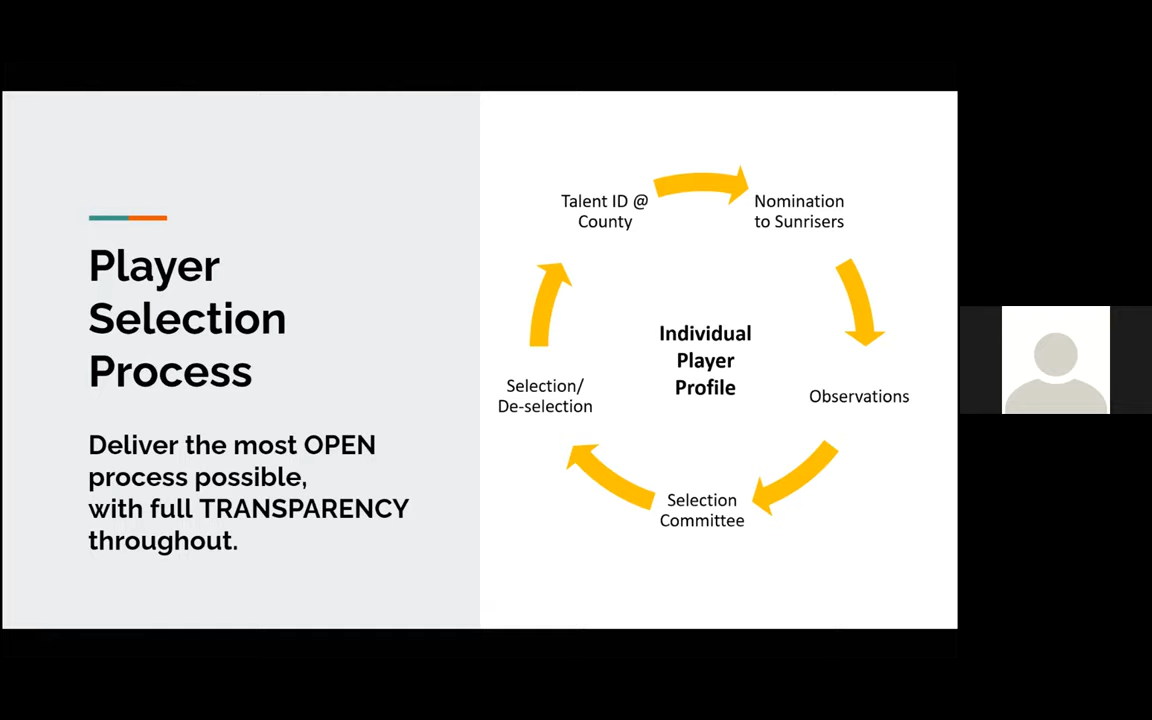 Player
Selection
Process
Deliver the most OPEN
process possible,
with full TRANSPARENCY
throughout.
Talent ID @
County
Nomination
to Sunrisers
Observations
Selection
Committee
Selection/
De-selection
Individual
Player
Profile